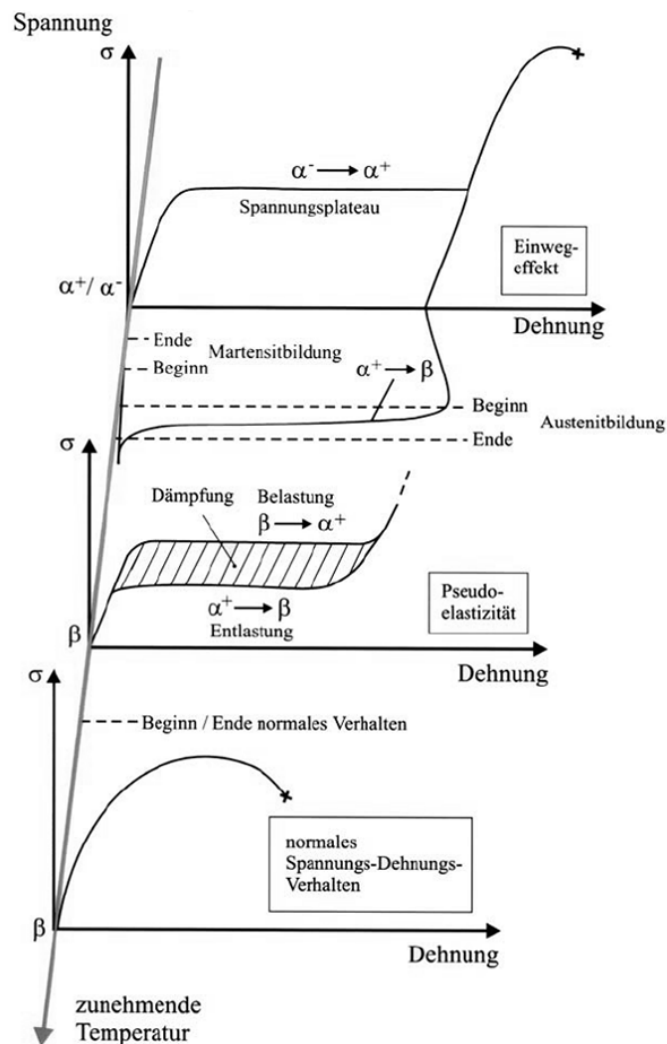 Spannung
σ
α⁻ → α⁺
Spannungsplateau
α⁺/ α⁻
Einweg-
effekt
Dehnung
Ende
Martensitbildung
Beginn
α⁺ → β
Beginn
Austenitbildung
Ende
σ
Dämpfung
Belastung
β → α⁺
α⁺ → β
Entlastung
Pseudo-
elastizität
β
Dehnung
σ
Beginn / Ende normales Verhalten
normales
Spannungs-Dehnungs-
Verhalten
β
Dehnung
zunehmende
Temperatur